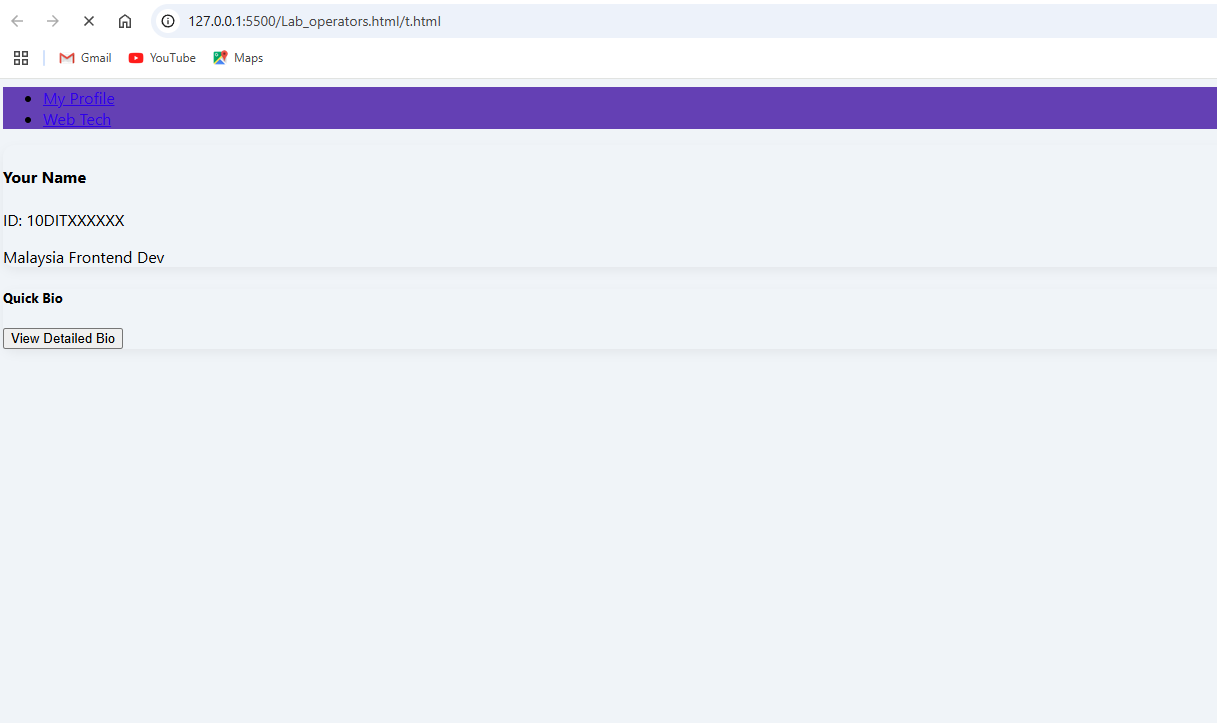 127.0.0.1:5500/Lab_operators.html/t.html
Gmail YouTube Maps
My Profile
Web Tech
Your Name
ID: 10DITXXXXXX
Malaysia Frontend Dev
Quick Bio
View Detailed Bio